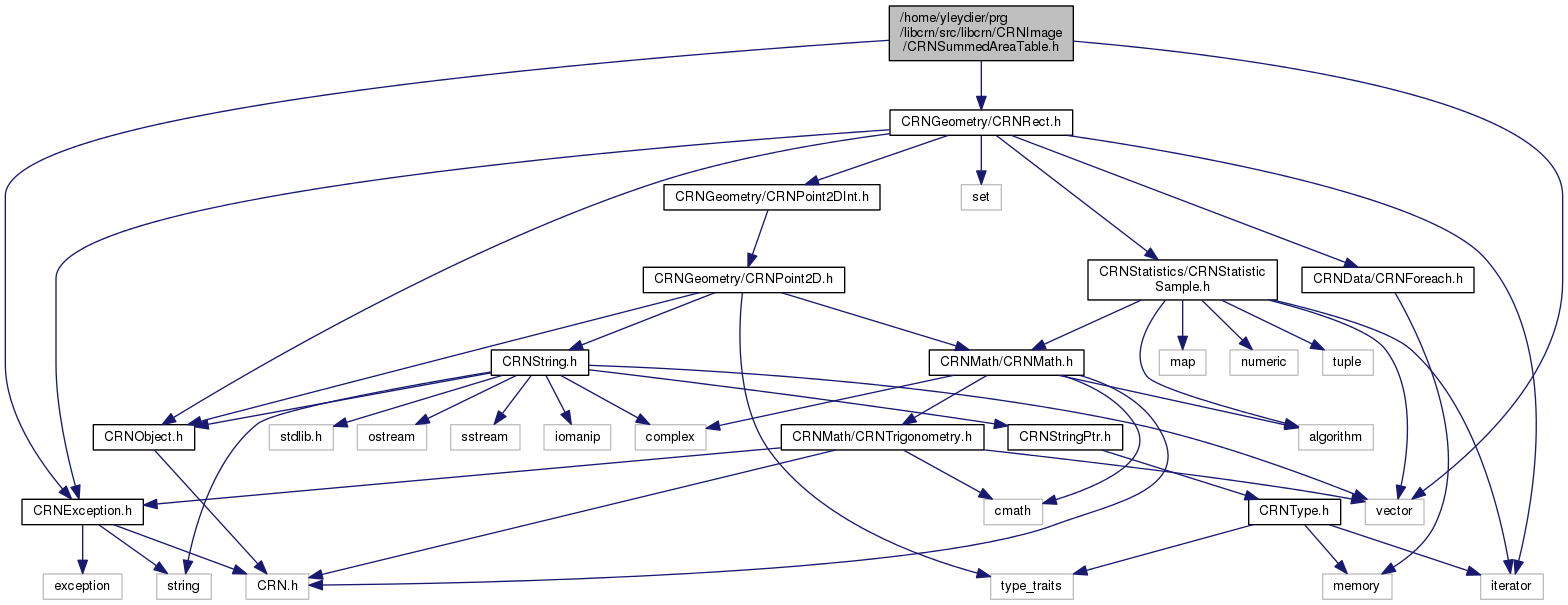 /home/yleydier/prg
/libcrn/src/libcrn/CRNImage
/CRNSummedAreaTable.h
CRNGeometry/CRNRect.h
CRNGeometry/CRNPoint2DInt.h
set
CRNGeometry/CRNPoint2D.h
CRNStatistics/CRNStatistic
Sample.h
CRNData/CRNForeach.h
CRNString.h
CRNMath/CRNMath.h
map
numeric
tuple
CRNObject.h
stdlib.h
ostream
sstream
iomanip
complex
CRNMath/CRNTrigonometry.h
CRNStringPtr.h
algorithm
CRNException.h
cmath
CRNType.h
vector
exception
string
CRN.h
type_traits
memory
iterator